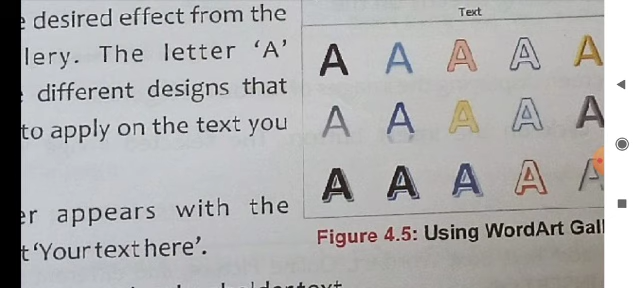 desired effect from the
lery. The letter 'A'
different designs that
to apply on the text you
er appears with the
t 'Your text here'.
Text
A A A A A
A A A A A
A A A A A
Figure 4.5: Using WordArt Gall